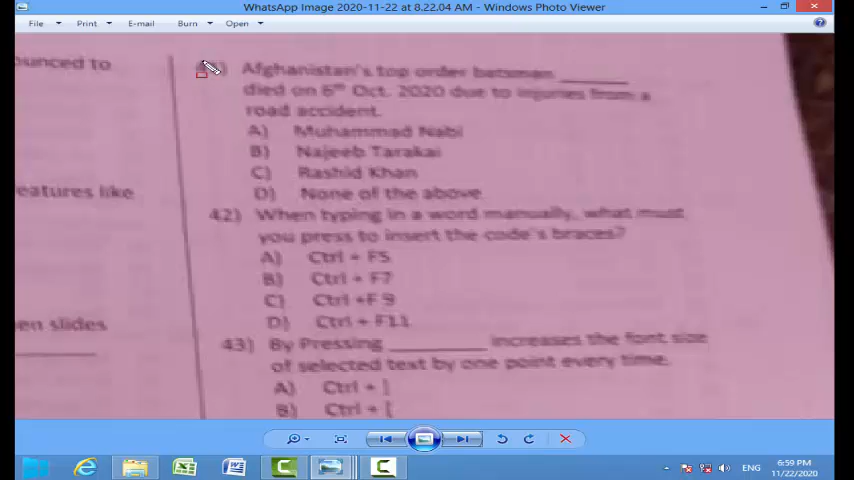 WhatsApp Image 2020-11-22 at 8.22.04 AM - Windows Photo Viewer
File Print E-mail Burn Open
ounced to
Afghanistan's top order batsman ______
died on 6th Oct. 2020 due to injuries from a
road accident.
A) Muhammad Nabi
B) Najeeb Tarakai
C) Rashid Khan
D) None of the above
eatures like
42) When typing in a word manually, what must
you press to insert the code's braces?
A) Ctrl + F5
B) Ctrl + F7
C) Ctrl +F 9
D) Ctrl + F11
en slides
43) By Pressing ________ increases the font size
of selected text by one point every time.
A) Ctrl + ]
B) Ctrl + [
ENG
6:59 PM
11/22/2020